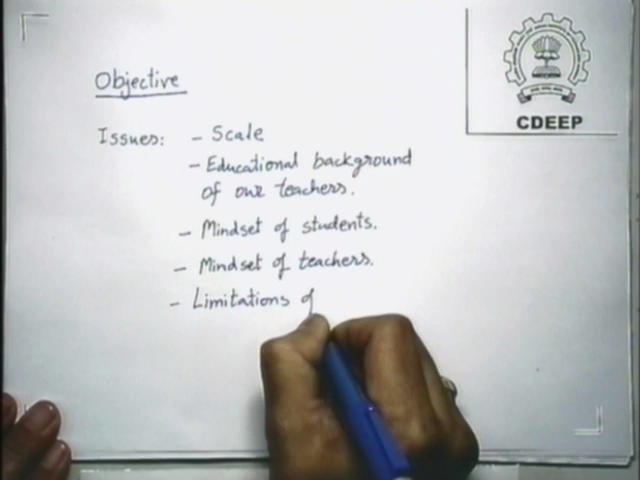 CDEEP
Objective
Issues: - Scale
- Educational background
of our teachers.
- Mindset of students.
- Mindset of teachers.
- Limitations of